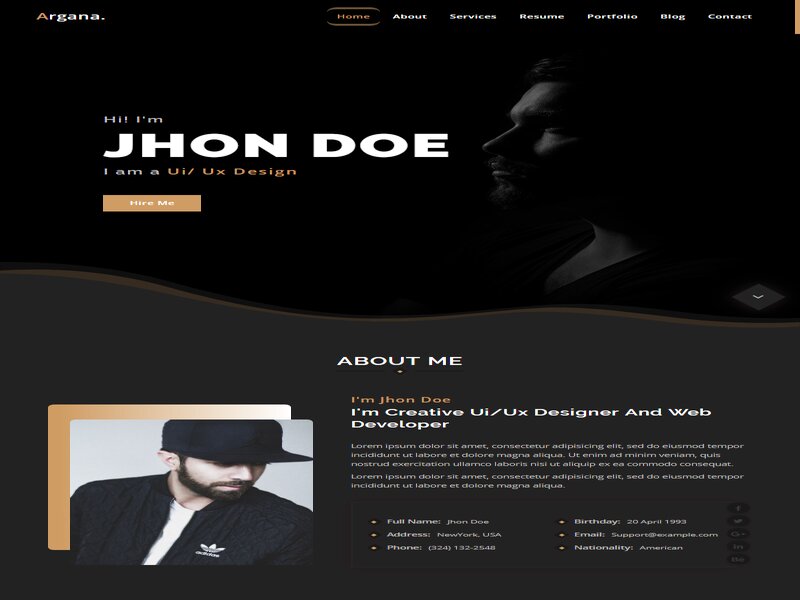 Argana.
Home About Services Resume Portfolio Blog Contact
Hi! I'm
JHON DOE
I am a Ui/ Ux Design
Hire Me
ABOUT ME
I'm Jhon Doe
I'm Creative Ui/Ux Designer And Web
Developer
Lorem ipsum dolor sit amet, consectetur adipisicing elit, sed do eiusmod tempor
incididunt ut labore et dolore magna aliqua. Ut enim ad minim veniam, quis
nostrud exercitation ullamco laboris nisi ut aliquip ex ea commodo consequat.
Lorem ipsum dolor sit amet, consectetur adipisicing elit, sed do eiusmod tempor
incididunt ut labore et dolore magna aliqua.
Full Name: Jhon Doe
Birthday: 20 April 1993
Address: NewYork, USA
Email: Support@example.com
Phone: (324) 132-2548
Nationality: American
adidas